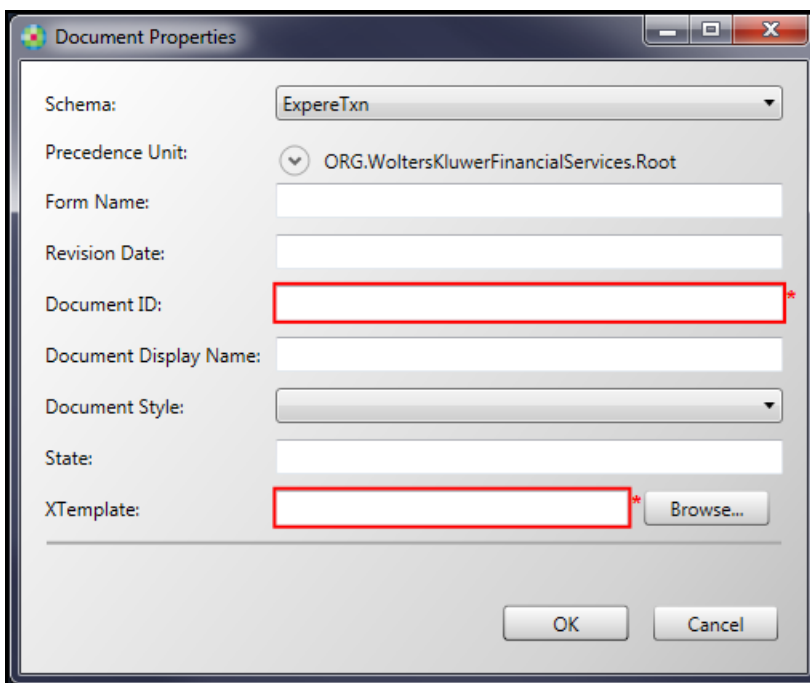 Document Properties
Schema: ExpereTxn
Precedence Unit: ORG.WoltersKluwerFinancialServices.Root
Form Name:
Revision Date:
Document ID: *
Document Display Name:
Document Style:
State:
XTemplate: * Browse...
OK Cancel